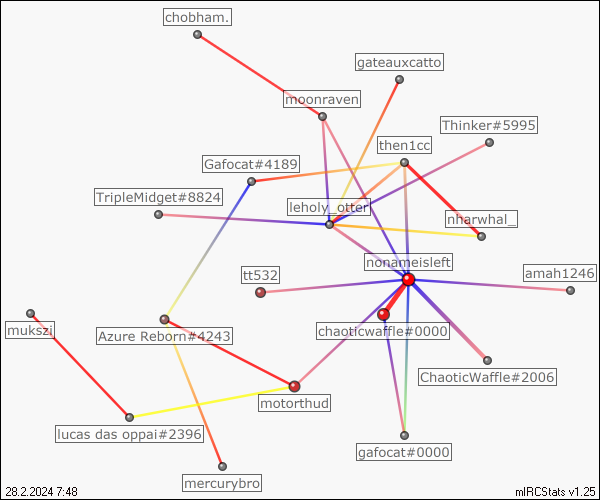 chobham.
gateauxcatto
moonraven
Thinker#5995
then1cc
Gafocat#4189
TripleMidget#8824
leholy_otter
nharwhal_
nonameisleft
tt532
amah1246
mukszi
Azure Reborn#4243
chaoticwaffle#0000
ChaoticWaffle#2006
motorthud
lucas das oppai#2396
gafocat#0000
mercurybro
28.2.2024 7:48
mIRCStats v1.25